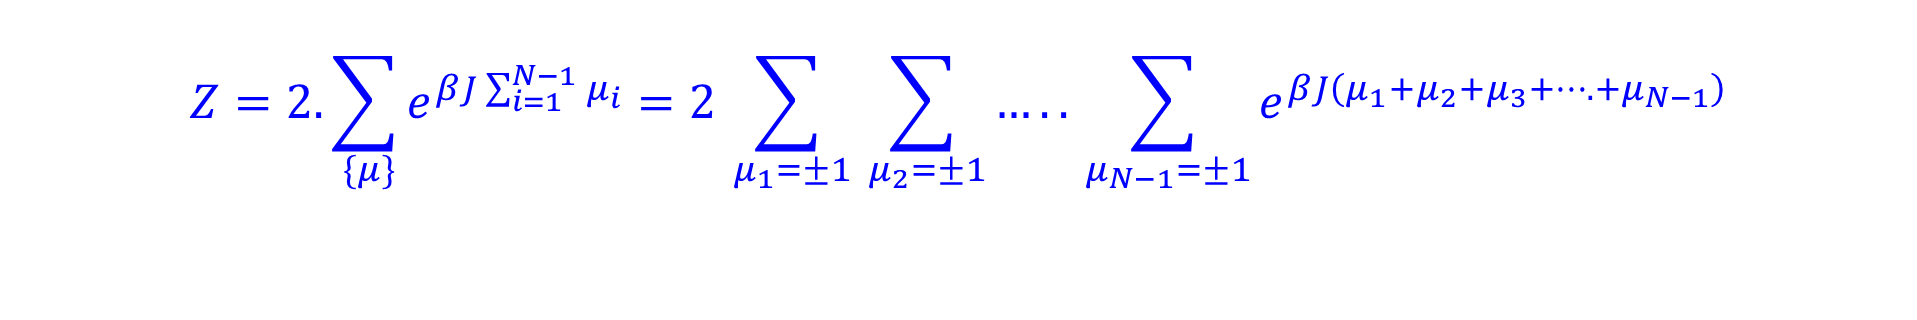 Z = 2. ∑_{{μ}} e^{βJ ∑_{i=1}^{N−1} μ_i} = 2 ∑_{μ_1=±1} ∑_{μ_2=±1} ….. ∑_{μ_{N−1}=±1} e^{βJ(μ_1+μ_2+μ_3+⋯.+μ_{N−1})}